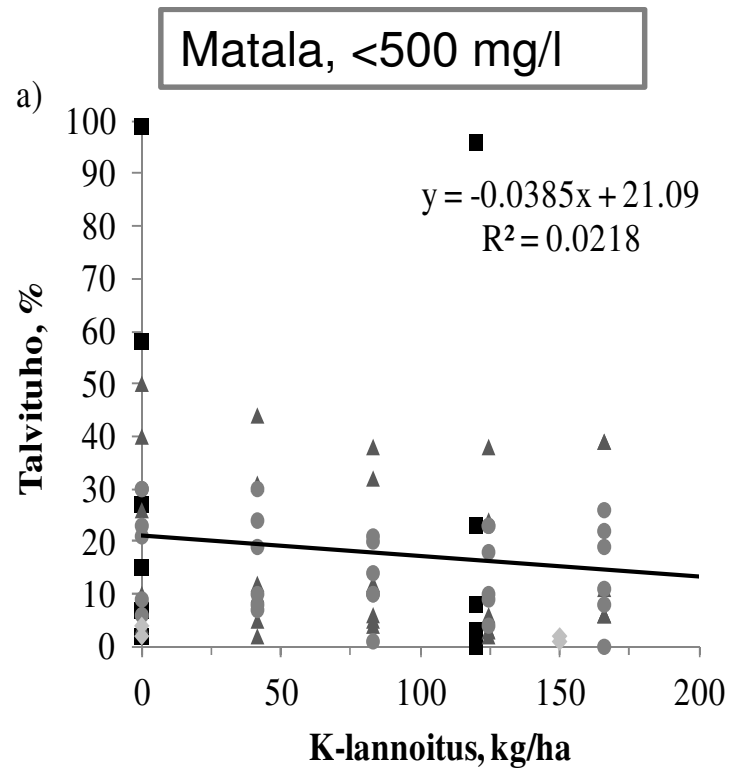 Matala, <500 mg/l
a)
100
90
80
70
60
50
40
30
20
10
0
Talvituho, %
y = -0.0385x + 21.09
R² = 0.0218
0 50 100 150 200
K-lannoitus, kg/ha